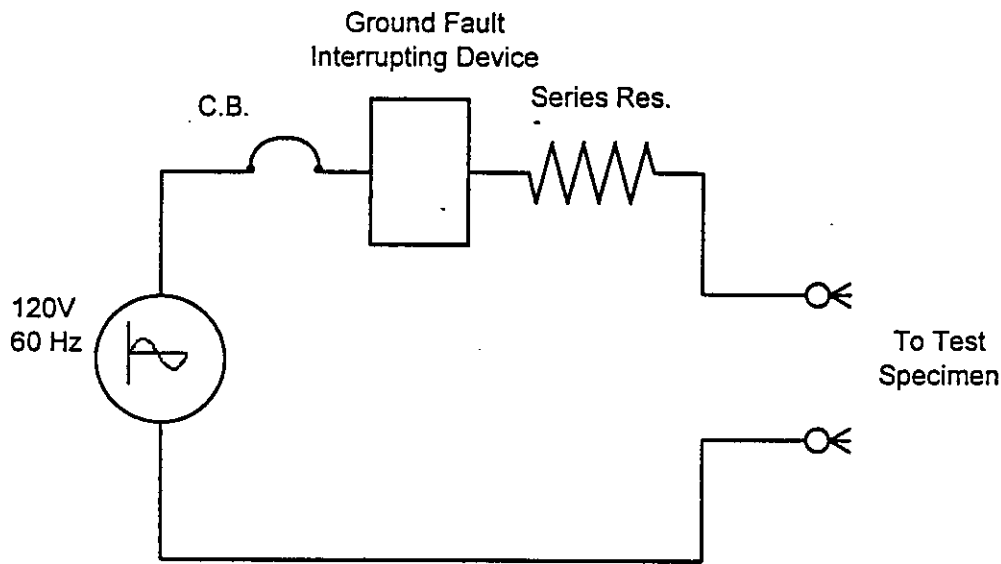 Ground Fault
Interrupting Device
C.B.
Series Res.
120V
60 Hz
To Test
Specimen